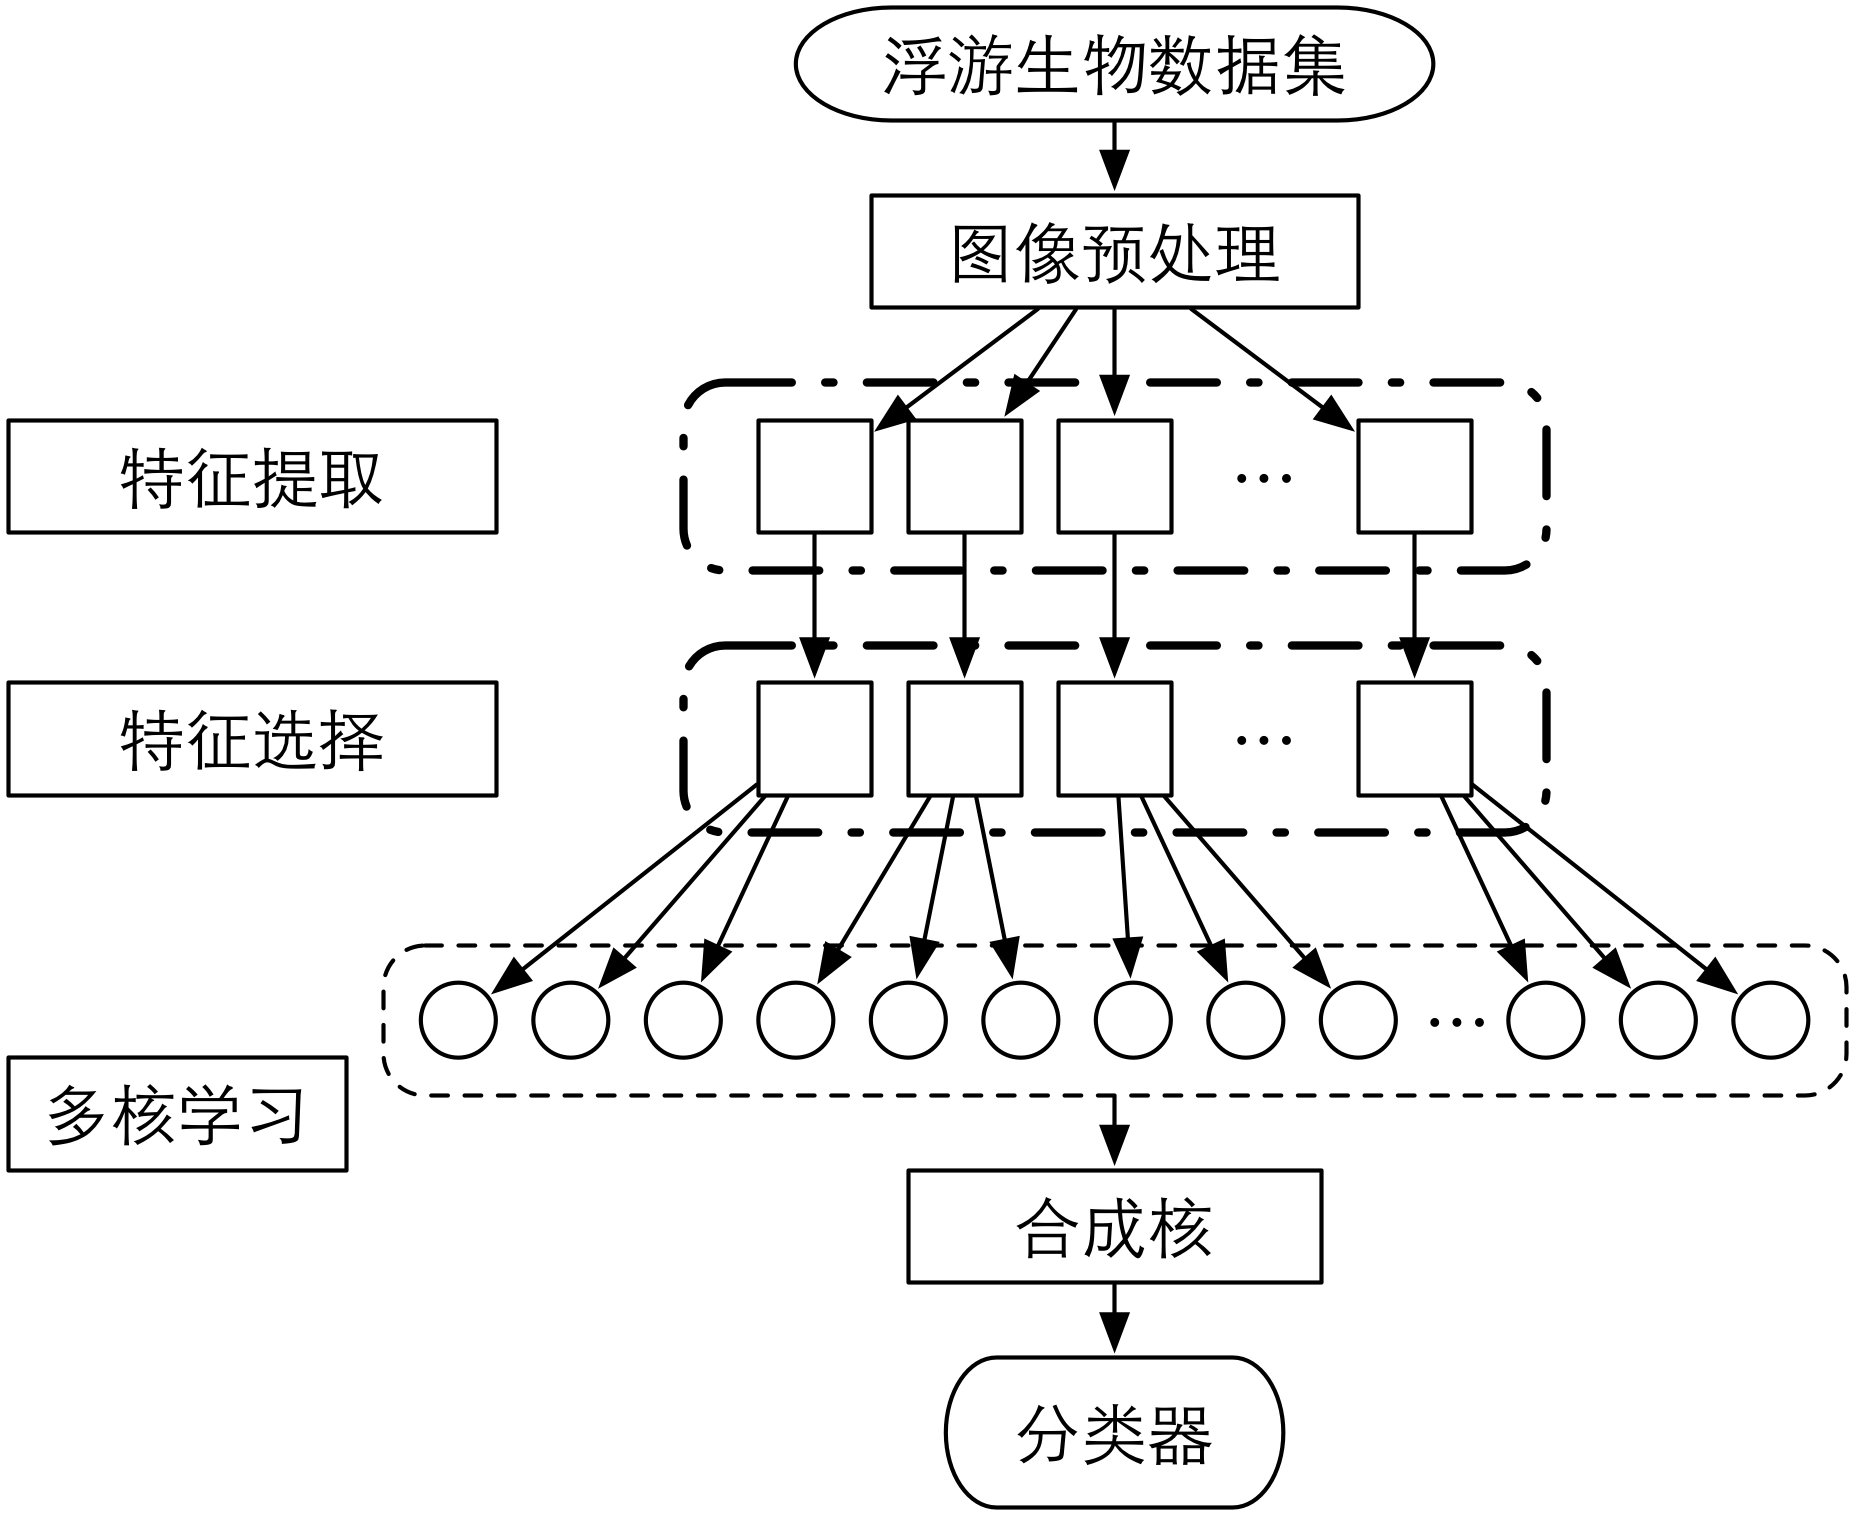 浮游生物数据集
图像预处理
特征提取
…
特征选择
…
…
多核学习
合成核
分类器